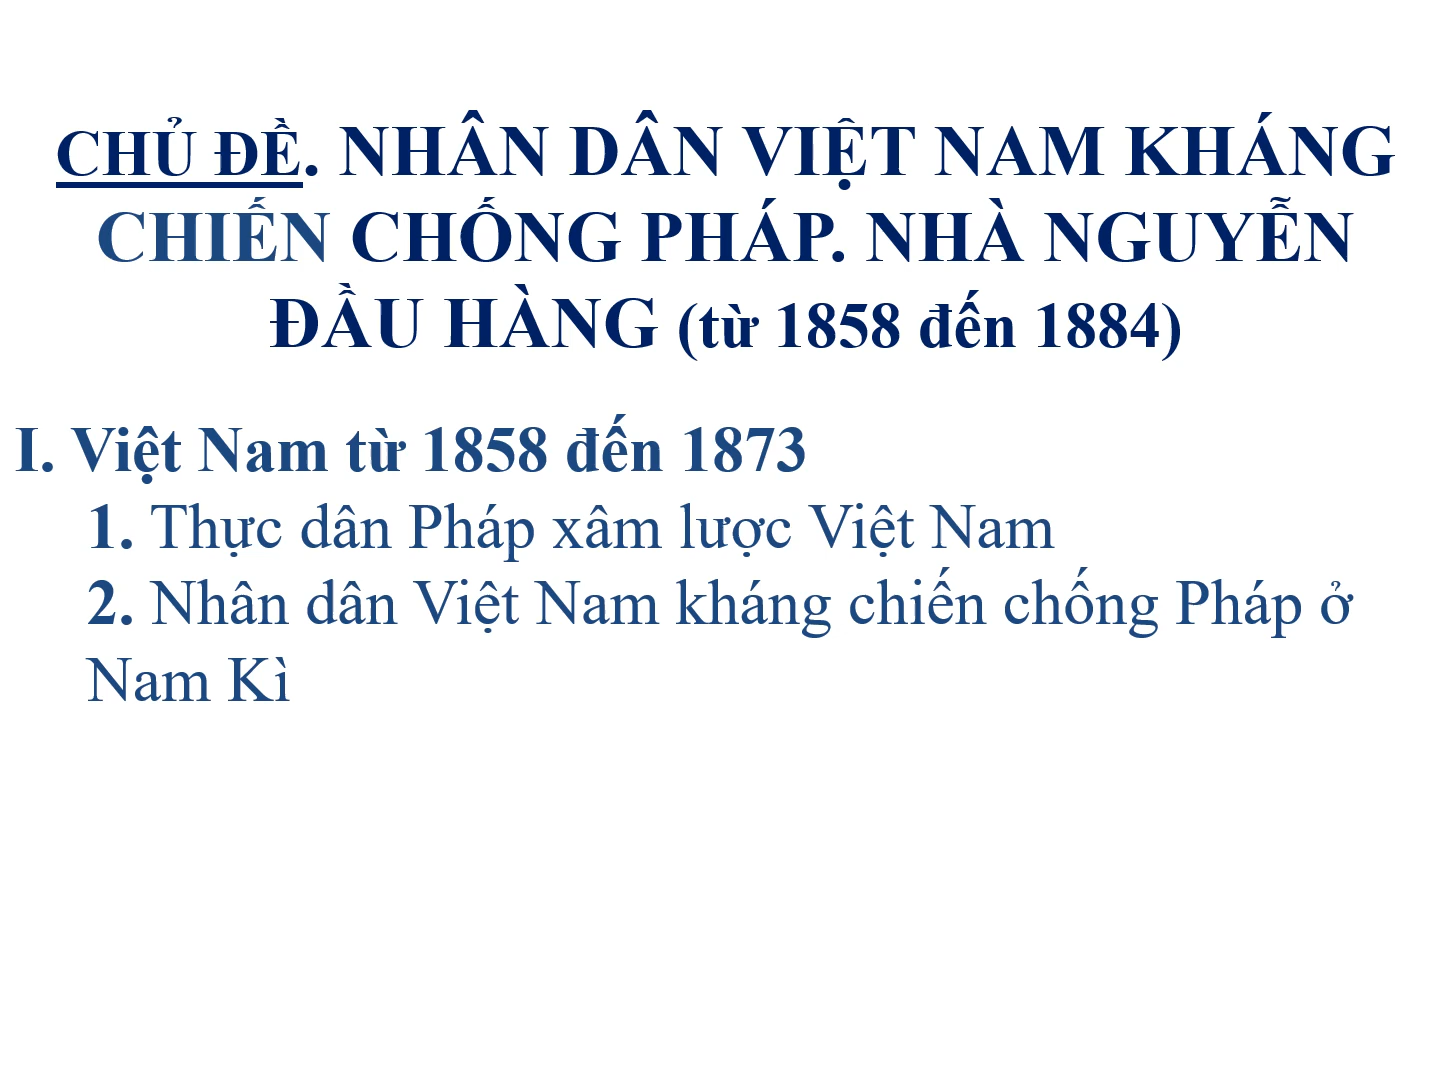 CHỦ ĐỀ. NHÂN DÂN VIỆT NAM KHÁNG
CHIẾN CHỐNG PHÁP. NHÀ NGUYỄN
ĐẦU HÀNG (từ 1858 đến 1884)
I. Việt Nam từ 1858 đến 1873
1. Thực dân Pháp xâm lược Việt Nam
2. Nhân dân Việt Nam kháng chiến chống Pháp ở
Nam Kì